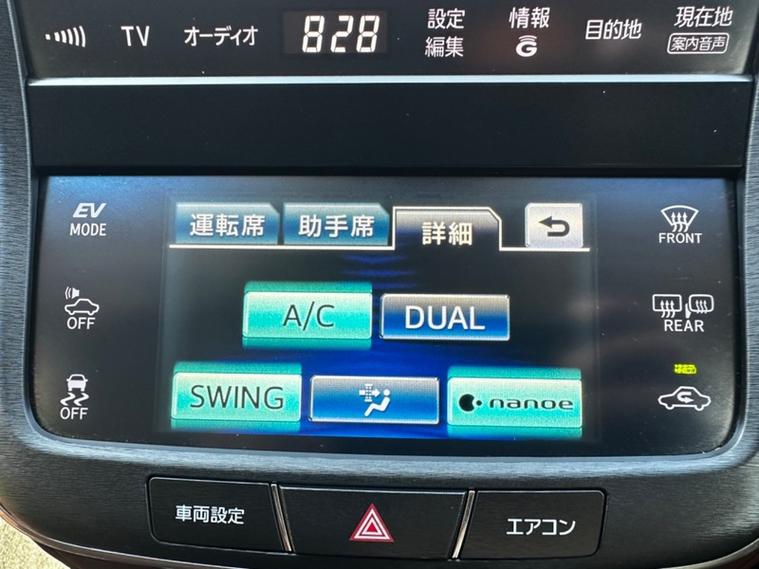 TV
オーディオ
828
設定
編集
情報
G
目的地
現在地
案内音声
EV
MODE
運転席
助手席
詳細
FRONT
OFF
A/C
DUAL
REAR
OFF
SWING
nanoe
車両設定
エアコン